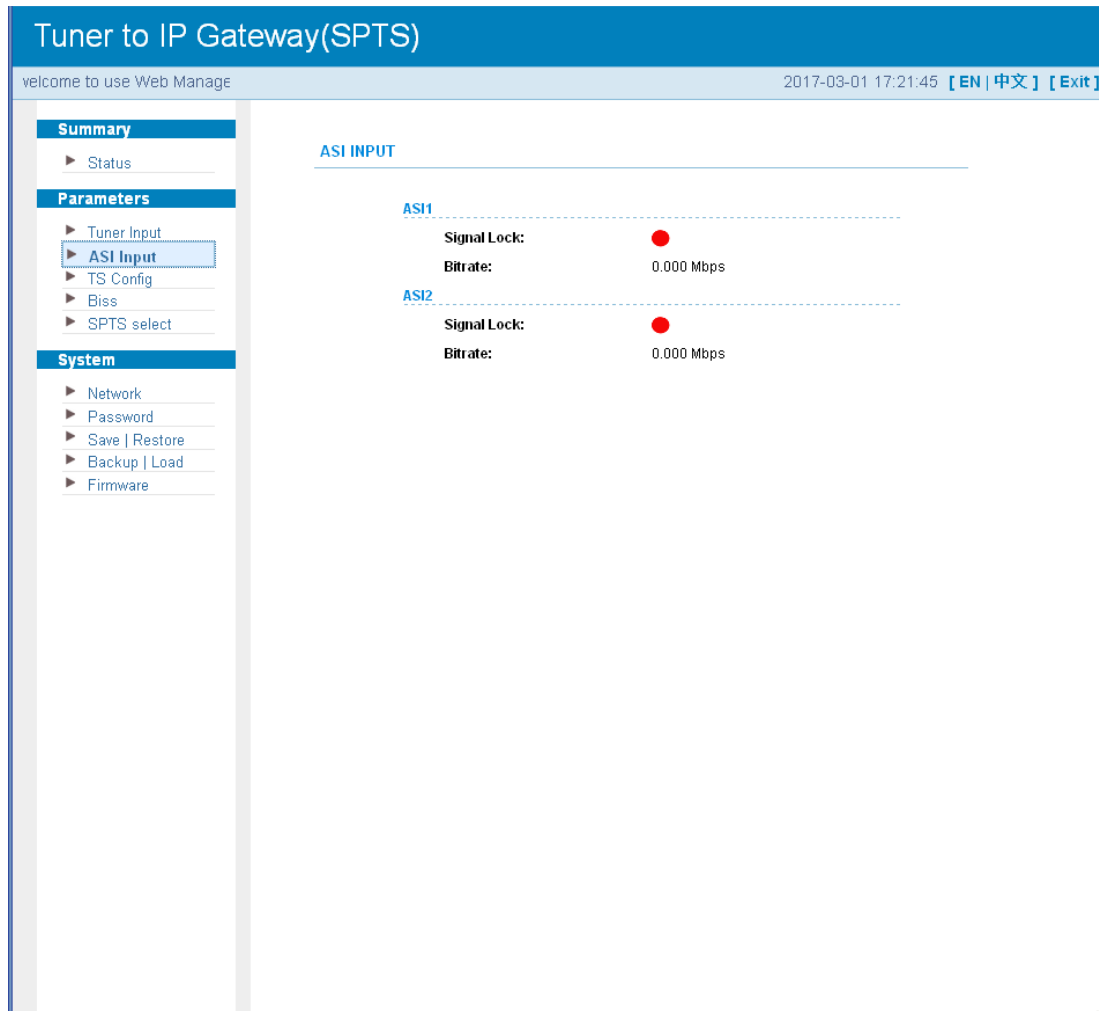 Tuner to IP Gateway(SPTS)
velcome to use Web Manage
2017-03-01 17:21:45 [ EN | 中文 ] [ Exit ]
Summary
Status
Parameters
Tuner Input
ASI Input
TS Config
Biss
SPTS select
System
Network
Password
Save | Restore
Backup | Load
Firmware
ASI INPUT
ASI1
Signal Lock:
Bitrate: 0.000 Mbps
ASI2
Signal Lock:
Bitrate: 0.000 Mbps